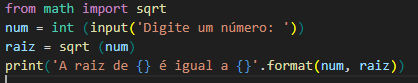 from math import sqrt
num = int (input('Digite um número: '))
raiz = sqrt (num)
print('A raiz de {} é igual a {}'.format(num, raiz))